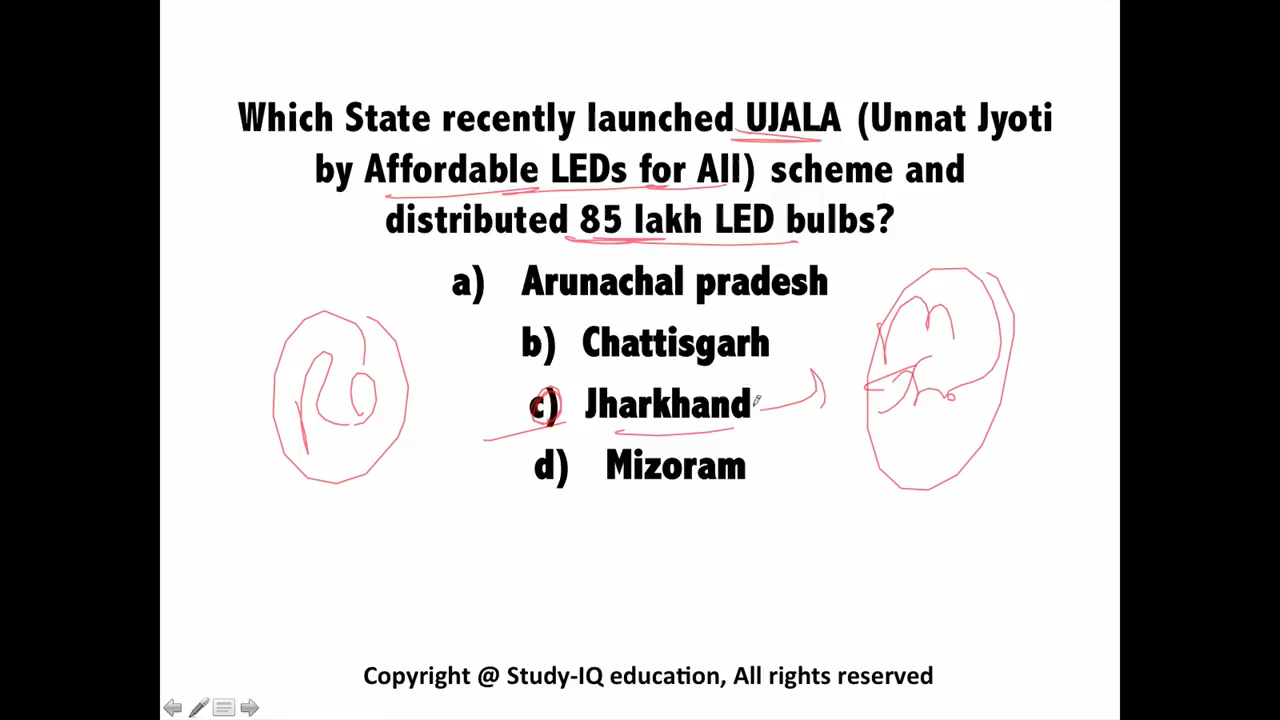 Which State recently launched UJALA (Unnat Jyoti
by Affordable LEDs for All) scheme and
distributed 85 lakh LED bulbs?
a) Arunachal pradesh
b) Chattisgarh
c) Jharkhand
d) Mizoram
Copyright @ Study-IQ education, All rights reserved